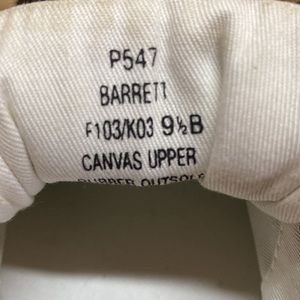 P547
BARRETT
F103/K03 9½B
CANVAS UPPER
RUBBER OUTSOLE